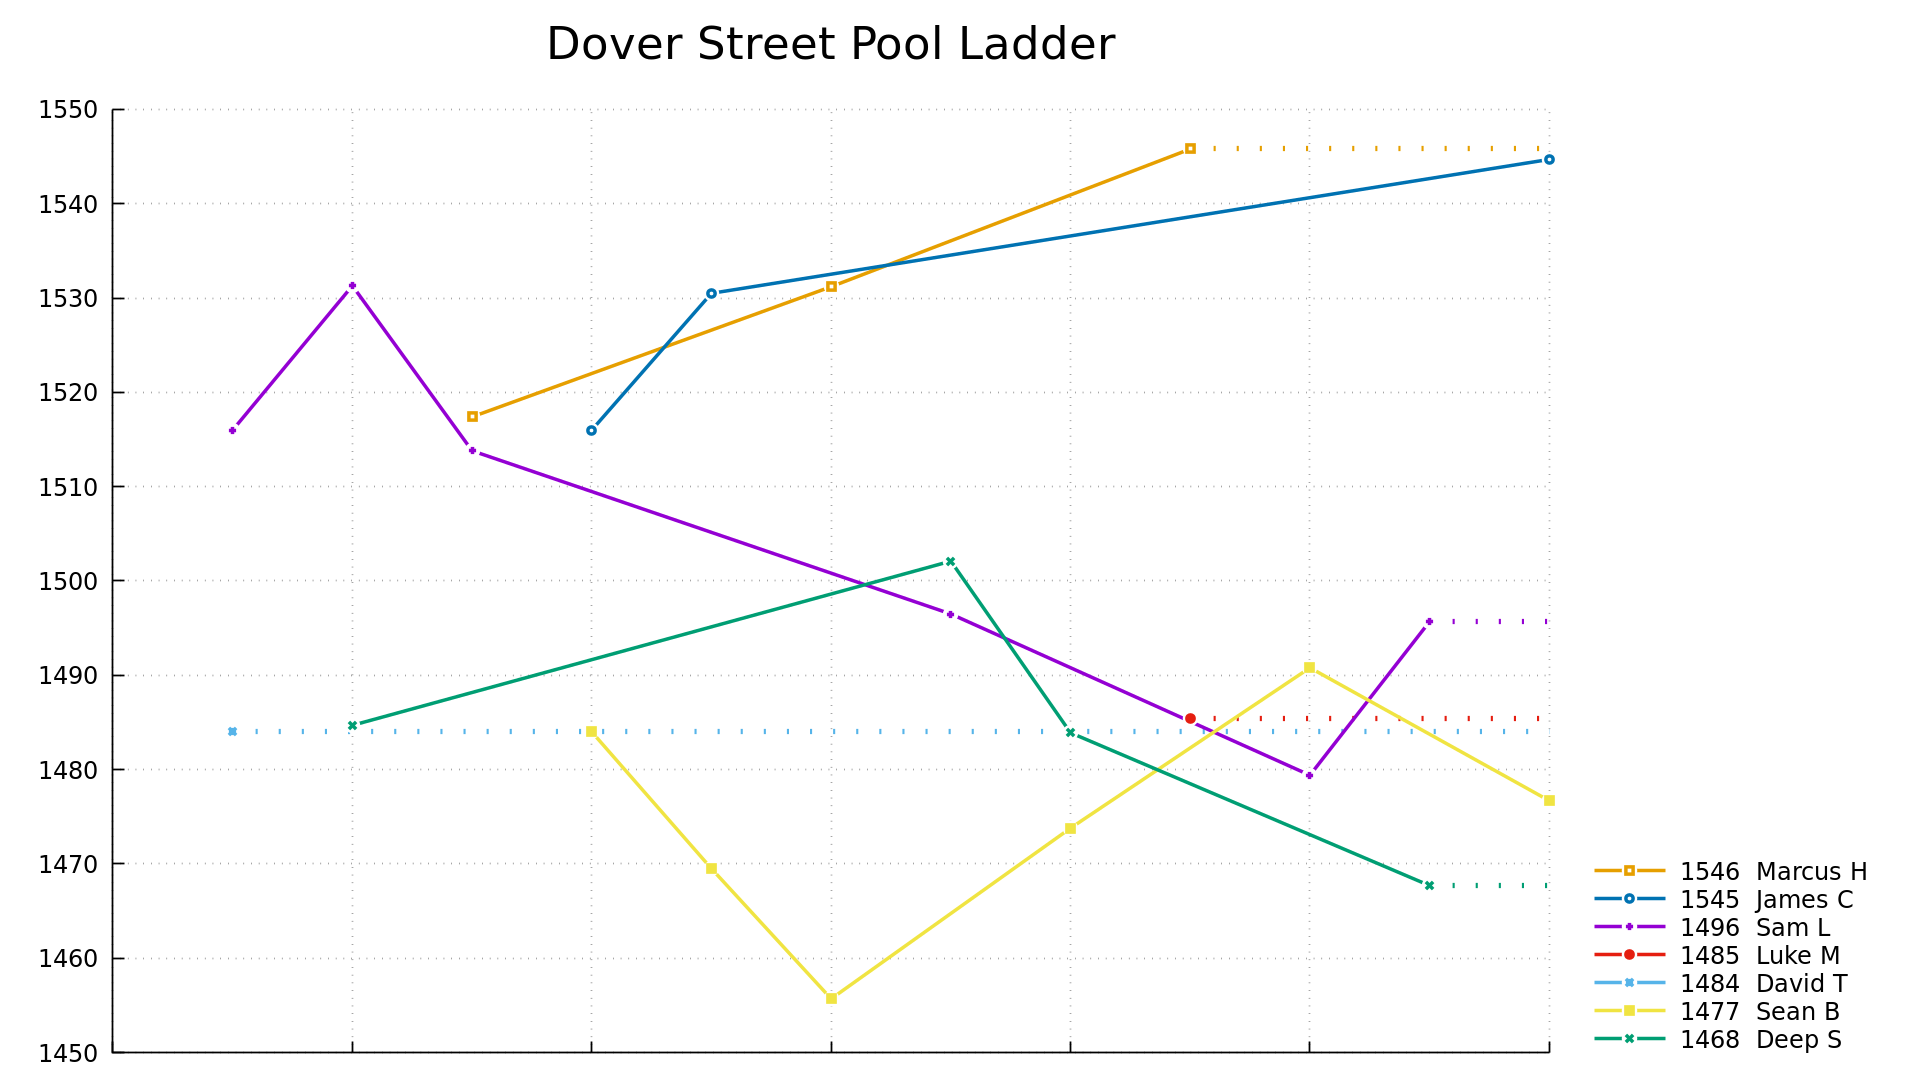 Dover Street Pool Ladder
1550
1540
1530
1520
1510
1500
1490
1480
1470
1460
1450
1546 Marcus H
1545 James C
1496 Sam L
1485 Luke M
1484 David T
1477 Sean B
1468 Deep S